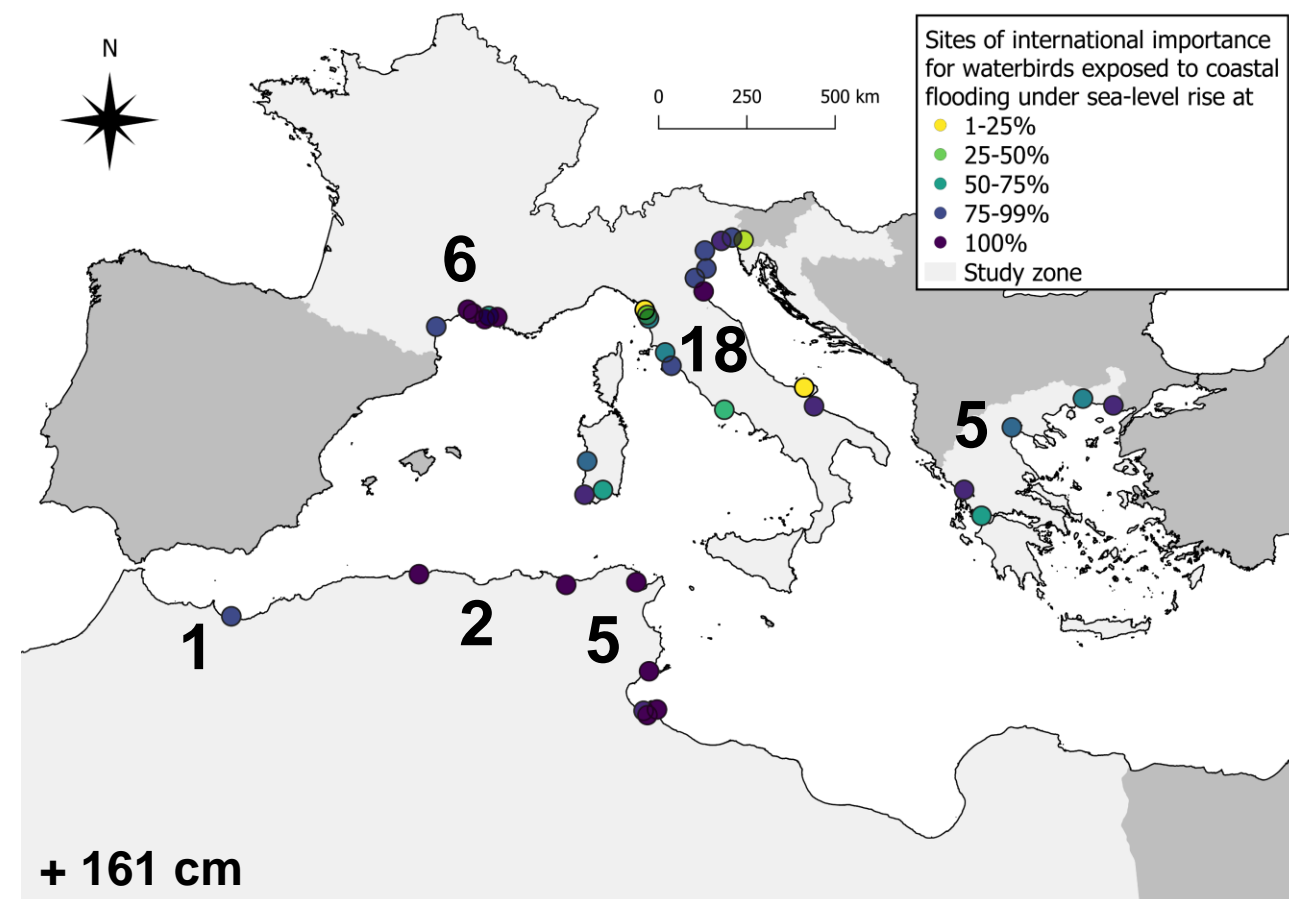 N
0 250 500 km
Sites of international importance
for waterbirds exposed to coastal
flooding under sea-level rise at
1-25%
25-50%
50-75%
75-99%
100%
Study zone
6
18
5
1
2
5
+ 161 cm